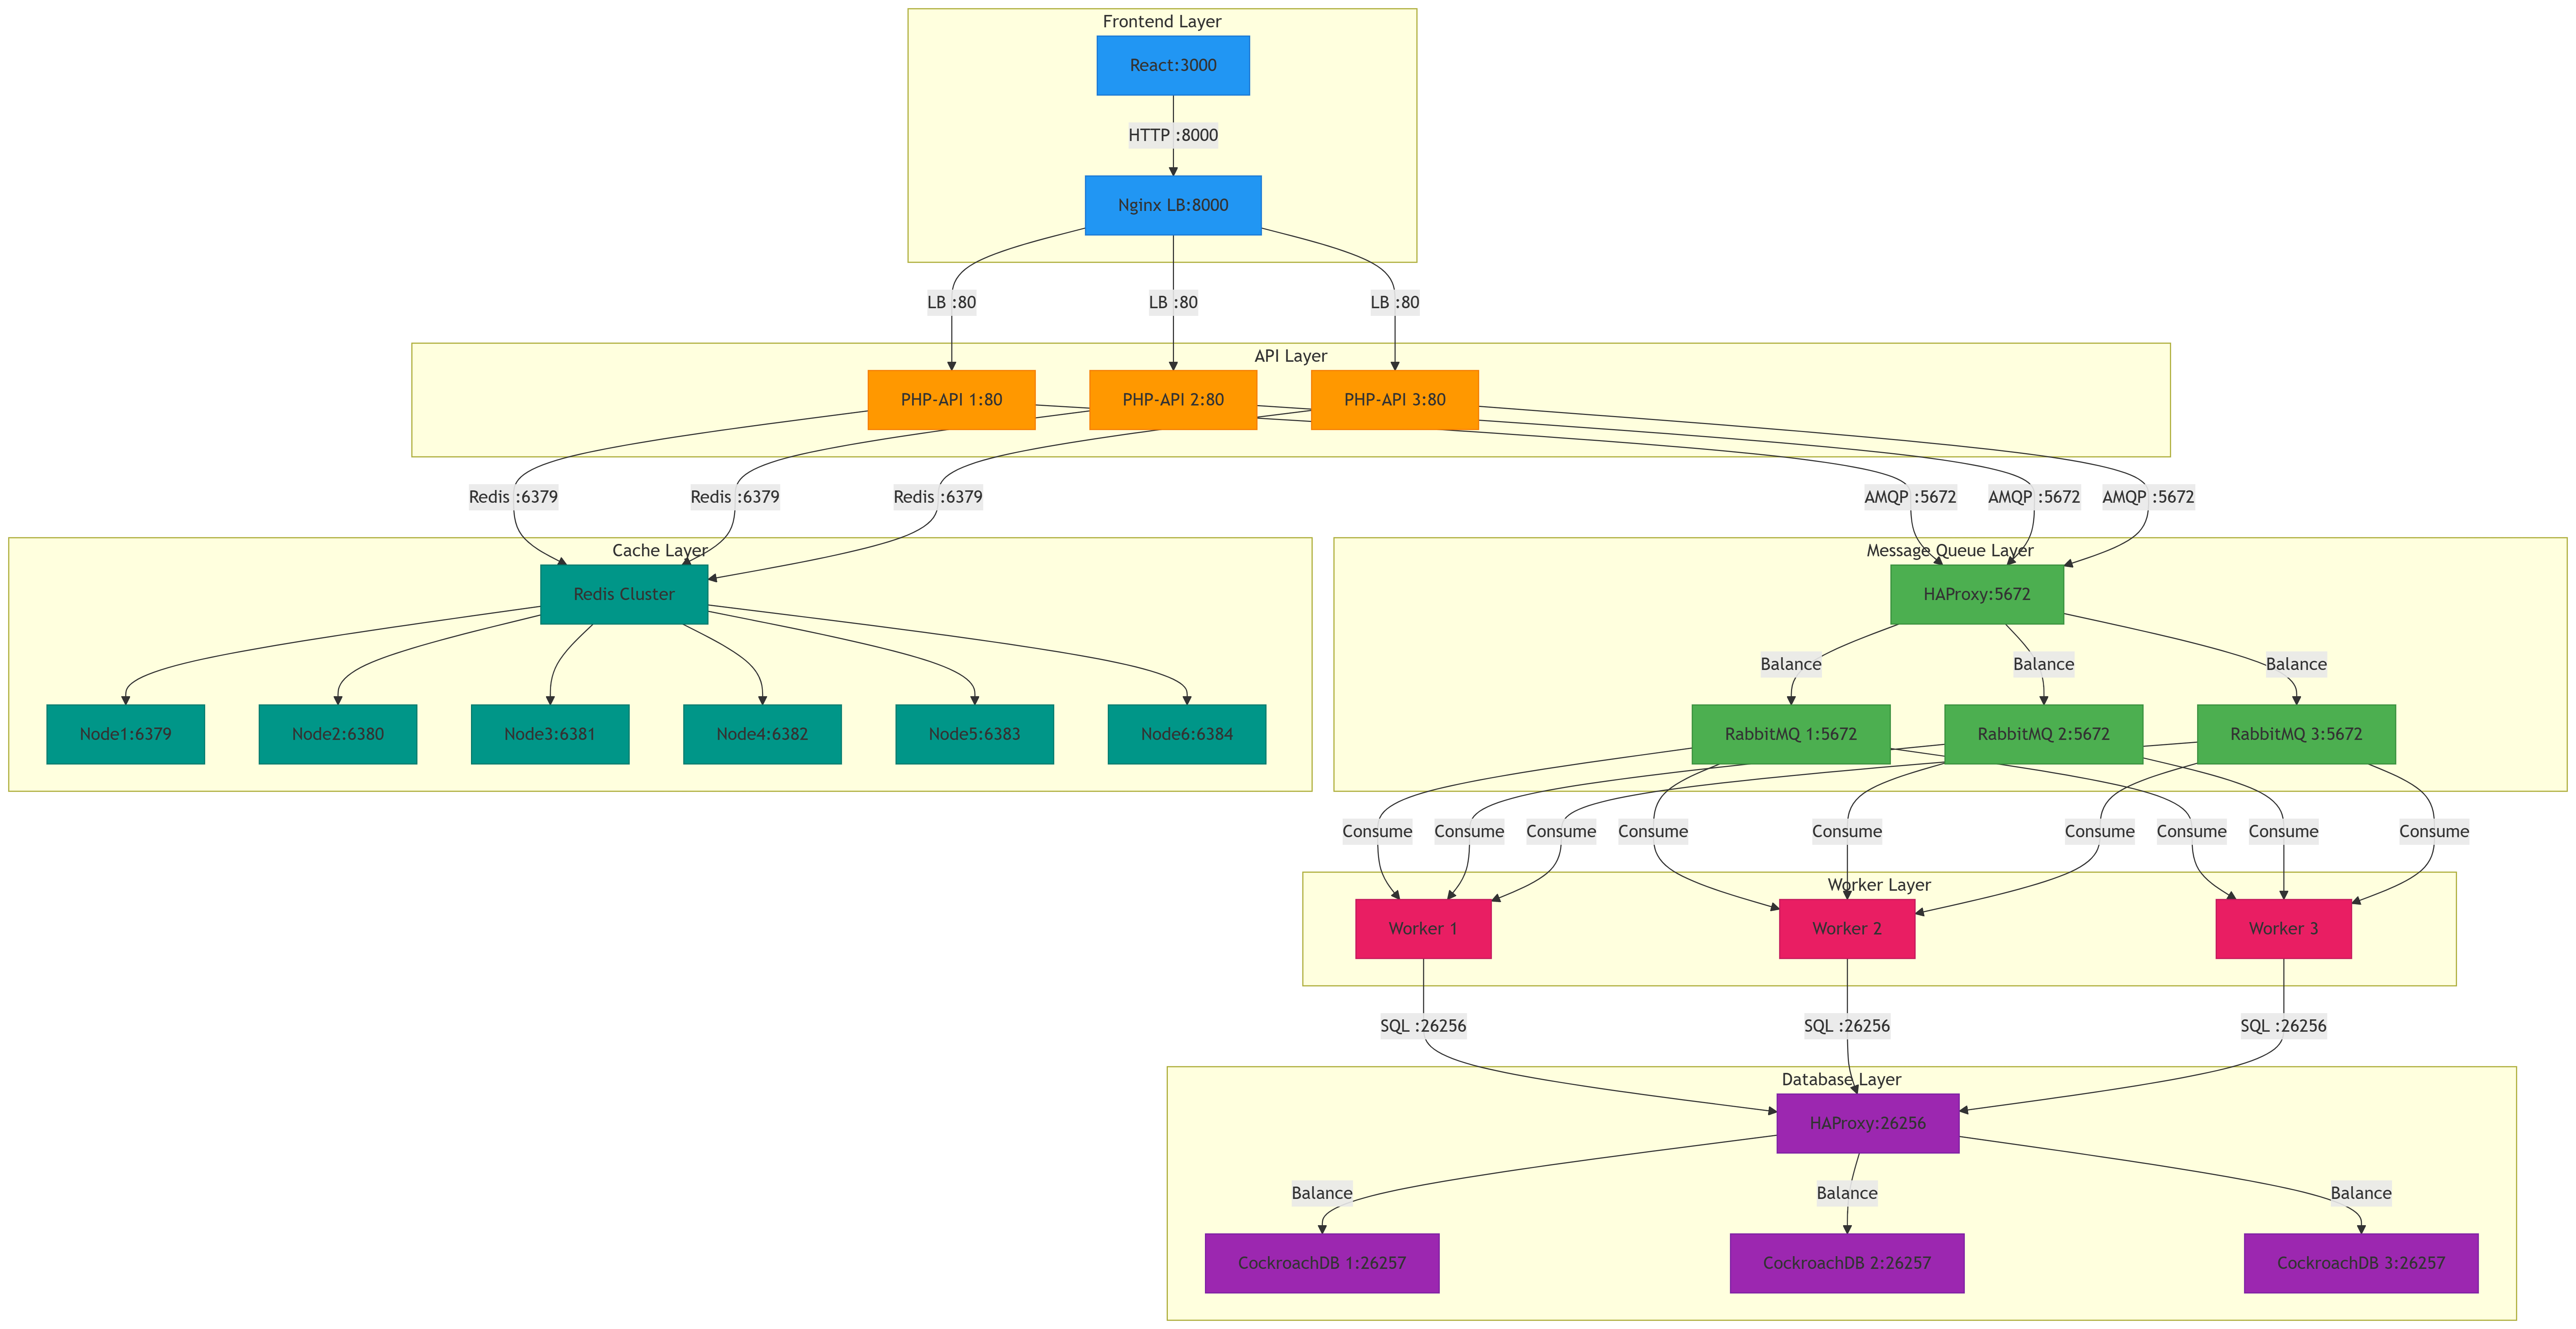 Frontend Layer
React:3000
HTTP :8000
Nginx LB:8000
LB :80
LB :80
LB :80
API Layer
PHP-API 1:80
PHP-API 2:80
PHP-API 3:80
Redis :6379
Redis :6379
Redis :6379
AMQP :5672
AMQP :5672
AMQP :5672
Cache Layer
Redis Cluster
Node1:6379
Node2:6380
Node3:6381
Node4:6382
Node5:6383
Node6:6384
Message Queue Layer
HAProxy:5672
Balance
Balance
Balance
RabbitMQ 1:5672
RabbitMQ 2:5672
RabbitMQ 3:5672
Consume
Consume
Consume
Consume
Consume
Consume
Consume
Consume
Consume
Worker Layer
Worker 1
Worker 2
Worker 3
SQL :26256
SQL :26256
SQL :26256
Database Layer
HAProxy:26256
Balance
Balance
Balance
CockroachDB 1:26257
CockroachDB 2:26257
CockroachDB 3:26257